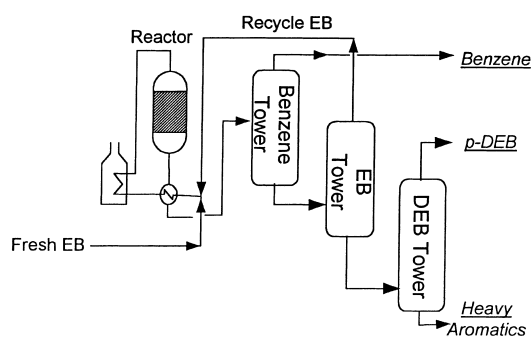 Recycle EB
Reactor
Benzene
Benzene
Tower
p-DEB
EB
Tower
DEB Tower
Fresh EB
Heavy
Aromatics